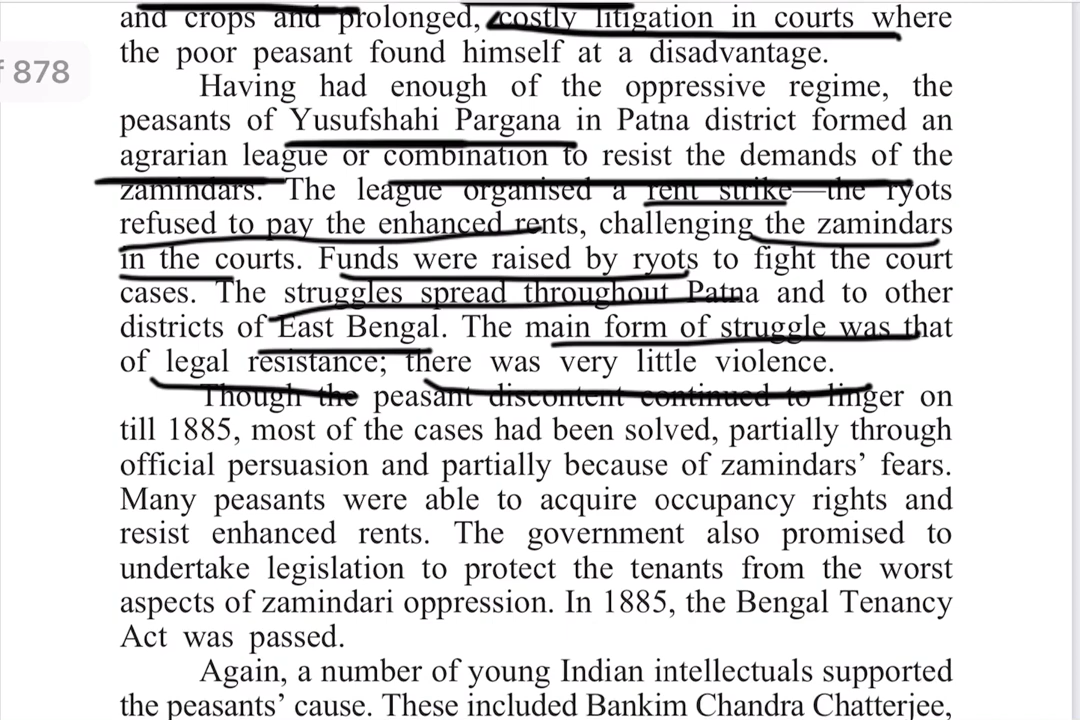 and crops and prolonged, costly litigation in courts where
the poor peasant found himself at a disadvantage.
878
Having had enough of the oppressive regime, the
peasants of Yusufshahi Pargana in Patna district formed an
agrarian league or combination to resist the demands of the
zamindars. The league organised a rent strike—the ryots
refused to pay the enhanced rents, challenging the zamindars
in the courts. Funds were raised by ryots to fight the court
cases. The struggles spread throughout Patna and to other
districts of East Bengal. The main form of struggle was that
of legal resistance; there was very little violence.
Though the peasant discontent continued to linger on
till 1885, most of the cases had been solved, partially through
official persuasion and partially because of zamindars’ fears.
Many peasants were able to acquire occupancy rights and
resist enhanced rents. The government also promised to
undertake legislation to protect the tenants from the worst
aspects of zamindari oppression. In 1885, the Bengal Tenancy
Act was passed.
Again, a number of young Indian intellectuals supported
the peasants’ cause. These included Bankim Chandra Chatterjee,